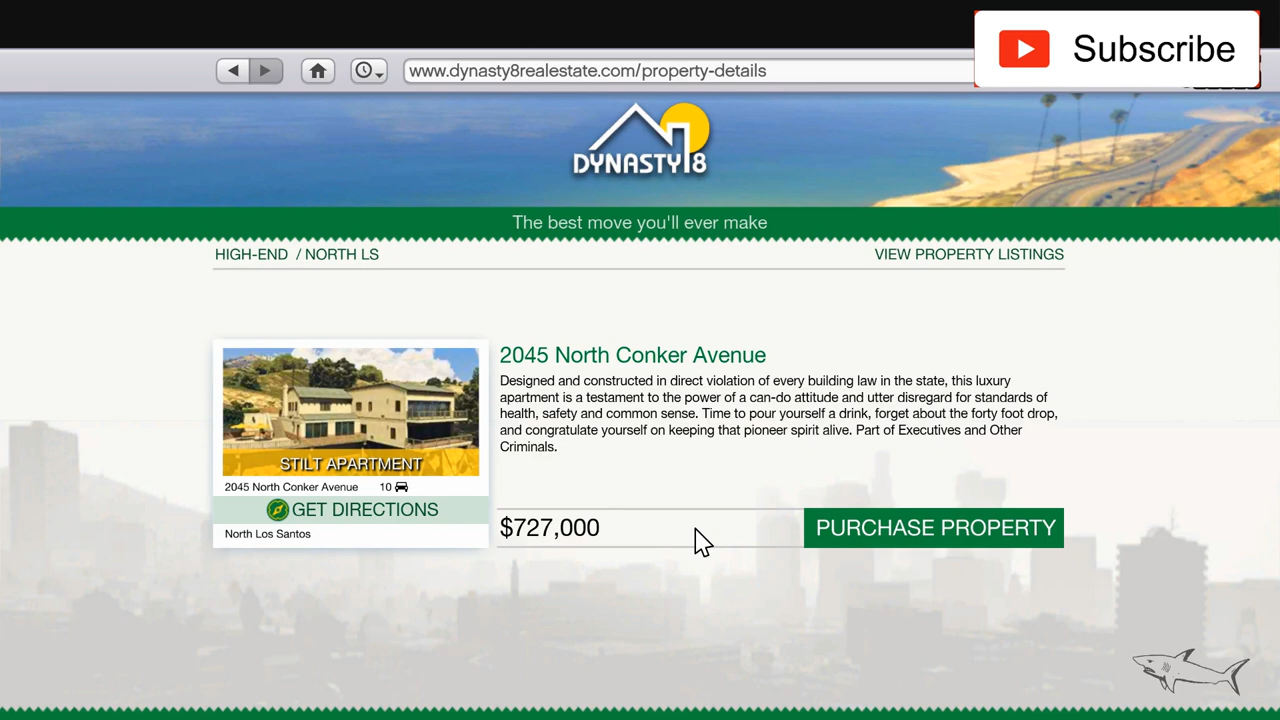 Subscribe
www.dynasty8realestate.com/property-details
DYNASTY 8
The best move you'll ever make
HIGH-END / NORTH LS
VIEW PROPERTY LISTINGS
2045 North Conker Avenue
Designed and constructed in direct violation of every building law in the state, this luxury
apartment is a testament to the power of a can-do attitude and utter disregard for standards of
health, safety and common sense. Time to pour yourself a drink, forget about the forty foot drop,
and congratulate yourself on keeping that pioneer spirit alive. Part of Executives and Other
Criminals.
STILT APARTMENT
2045 North Conker Avenue 10
GET DIRECTIONS
North Los Santos
$727,000
PURCHASE PROPERTY